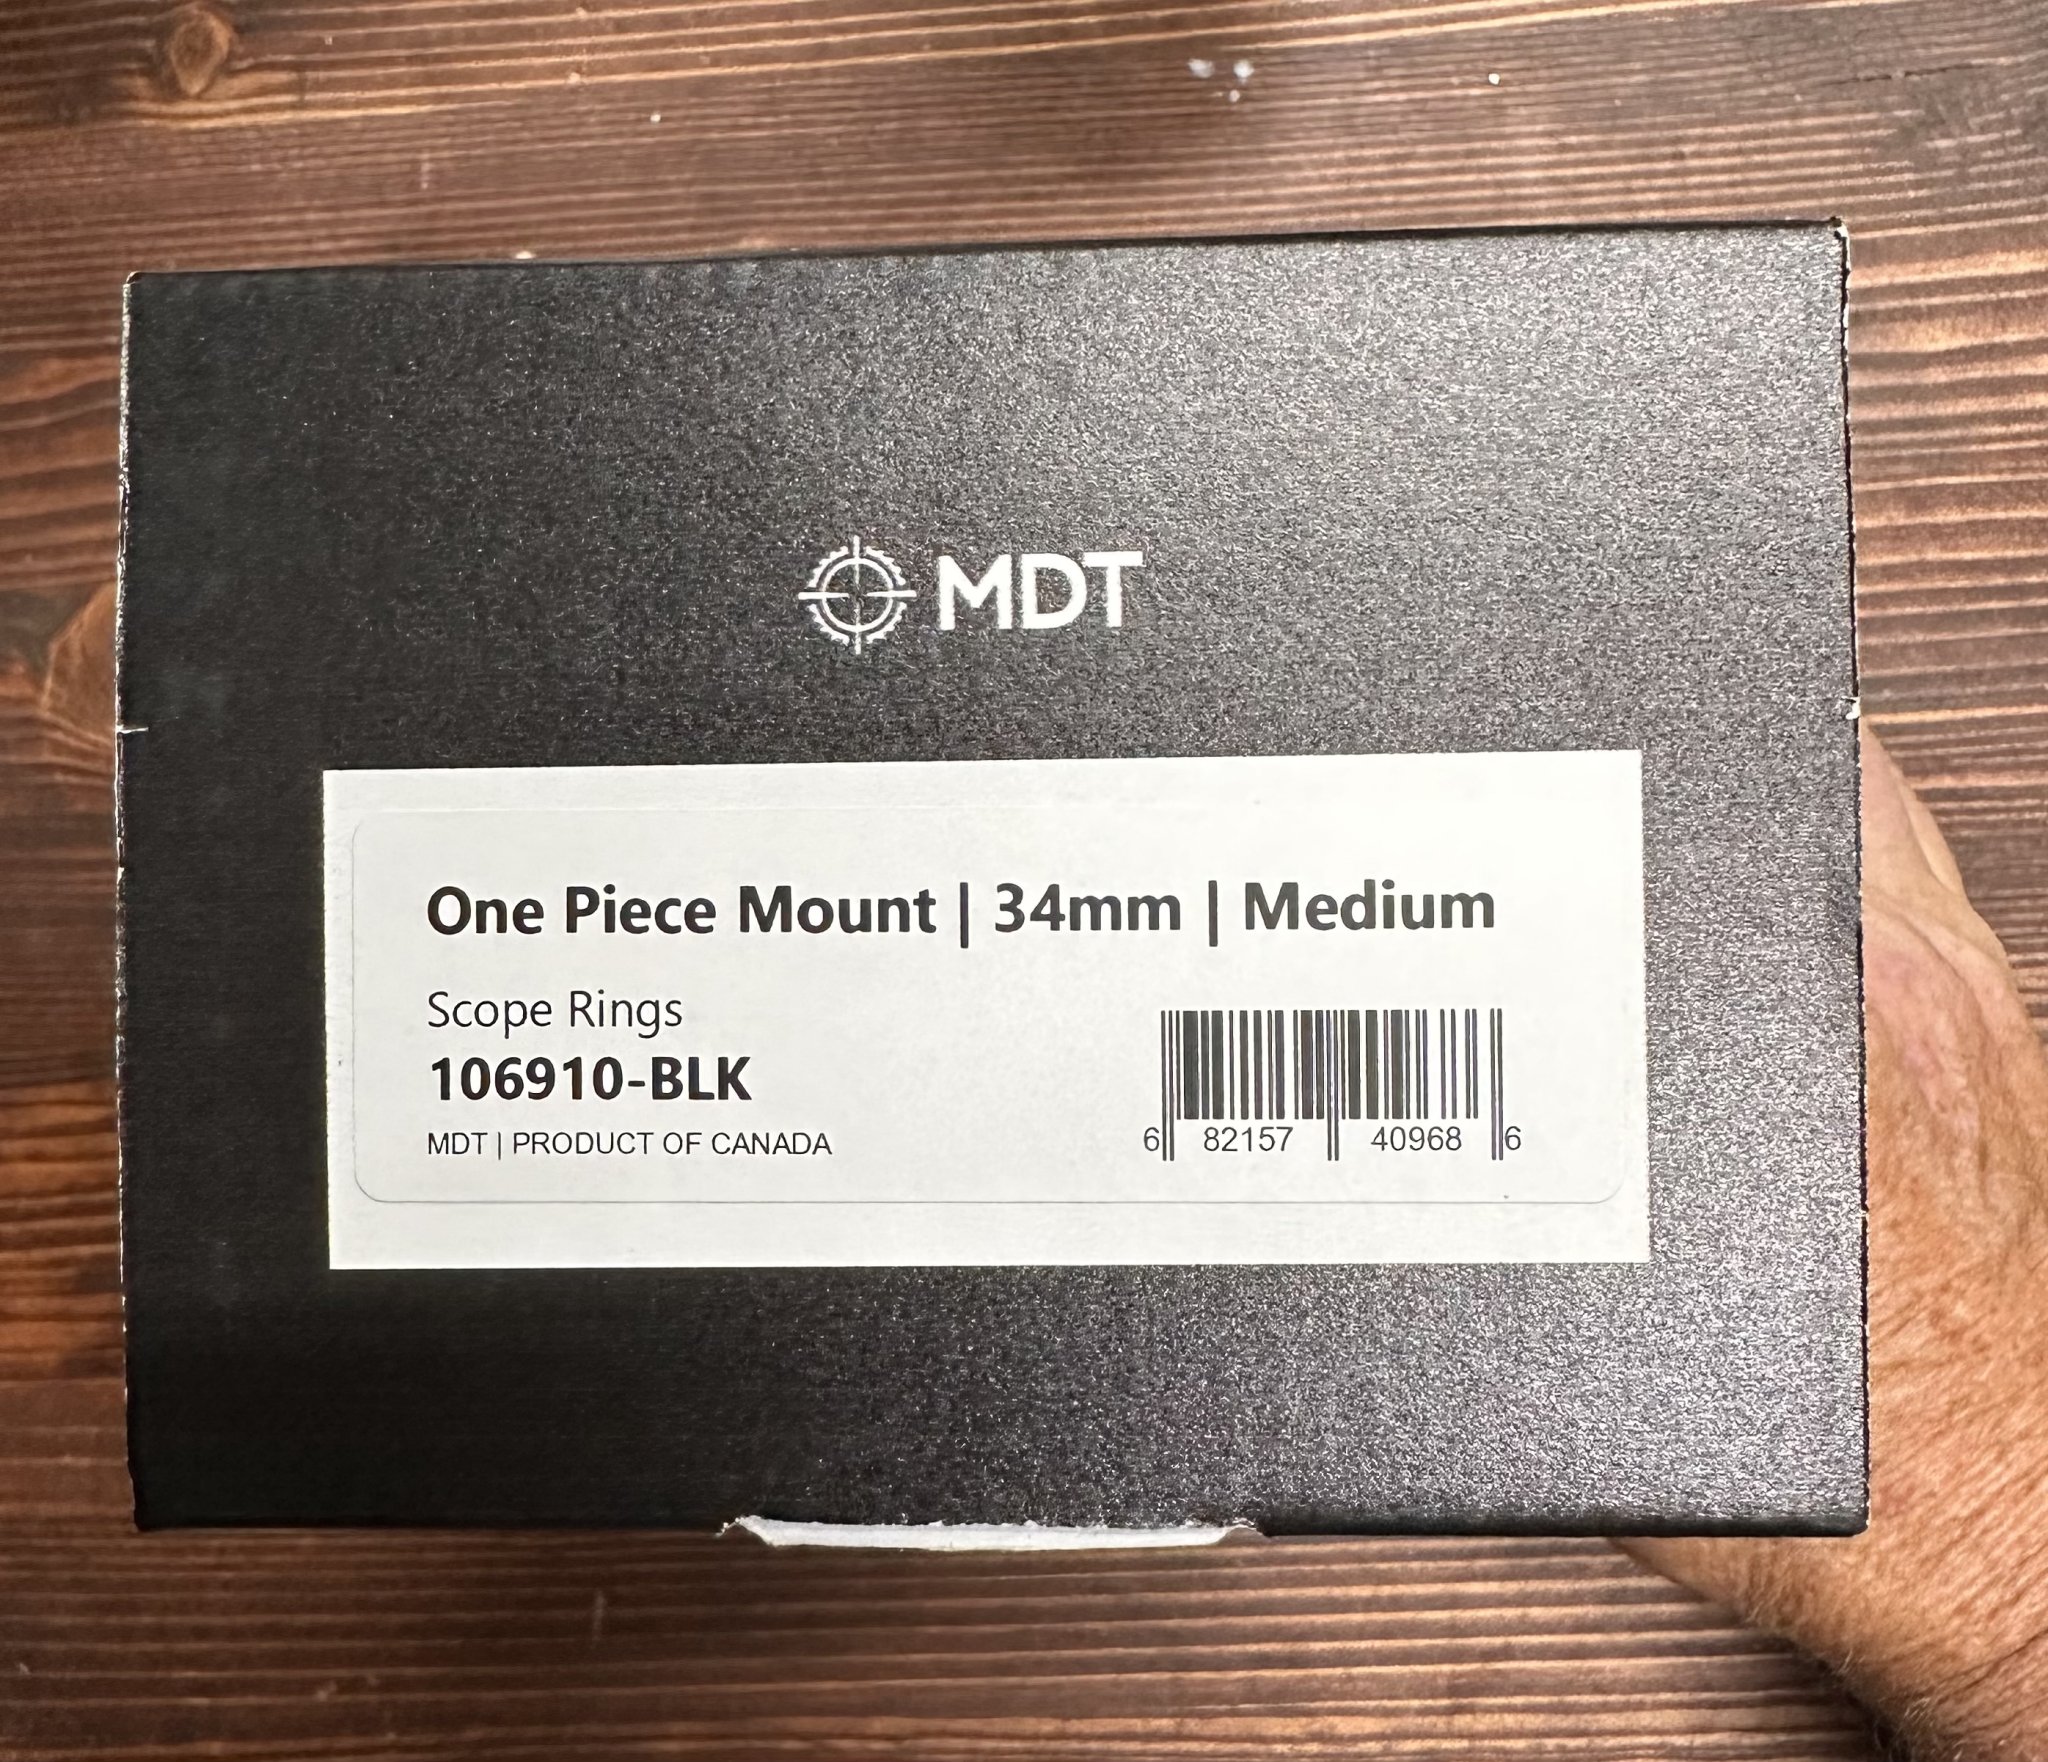 MDT
One Piece Mount | 34mm | Medium
Scope Rings
106910-BLK
MDT | PRODUCT OF CANADA
6 82157 40968 6